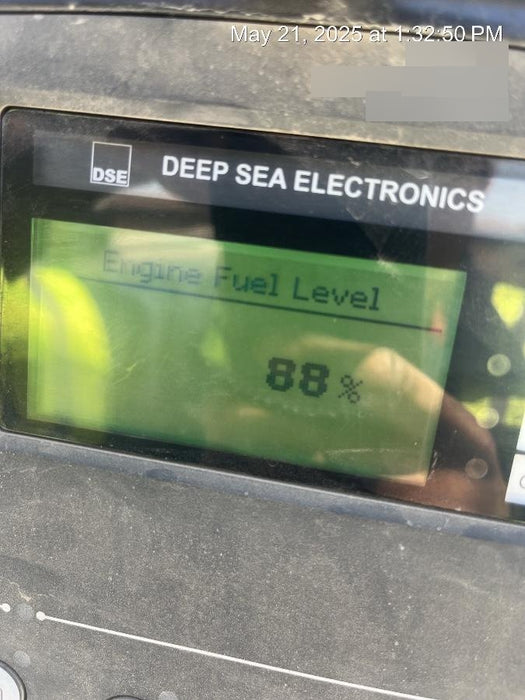 May 21, 2025 at 1:32:50 PM
DSE
DEEP SEA ELECTRONICS
Engine Fuel Level
88 %